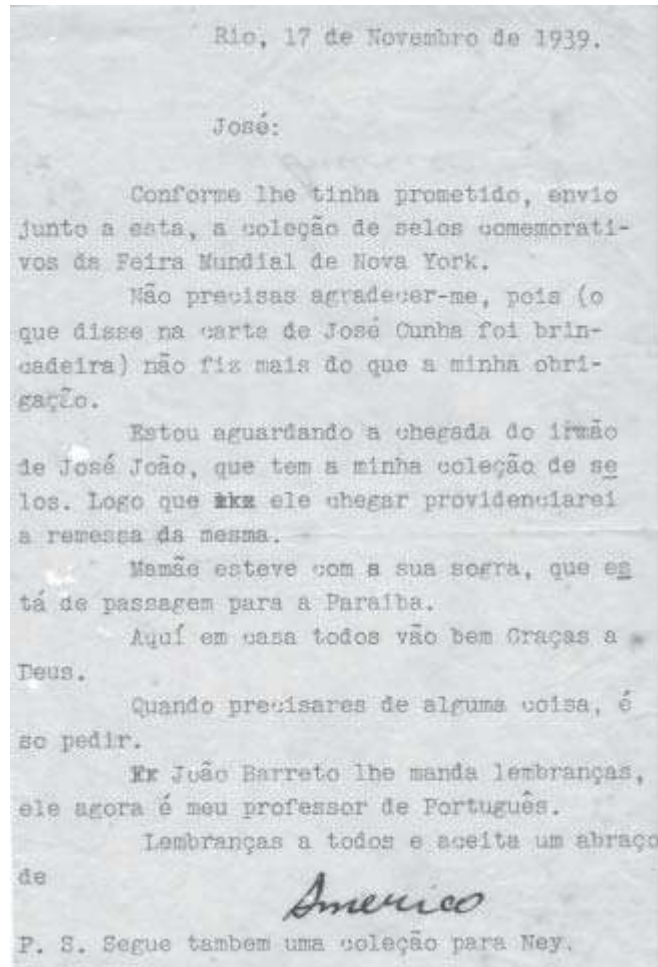 Rio, 17 de Novembro de 1939.
José:
Conforme lhe tinha prometido, envio
junto a esta, a coleção de selos comemorati-
vos da Feira Mundial de Nova York.
Não precisas agradecer-me, pois (o
que disse na carta de José Cunha foi brin-
cadeira) não fiz mais do que a minha obri-
gação.
Estou aguardando a chegada do irmão
de José João, que tem a minha coleção de se
los. Logo que ele chegar providenciarei
a remessa da mesma.
Mamãe esteve com a sua sogra, que es
tá de passagem para a Paraiba.
Aquí em casa todos vão bem Graças a
Deus.
Quando precisares de alguma coisa, é
so pedir.
João Barreto lhe manda lembranças,
ele agora é meu professor de Português.
Lembranças a todos e aceita um abraço
de
Americo
P. S. Segue tambem uma coleção para Ney.